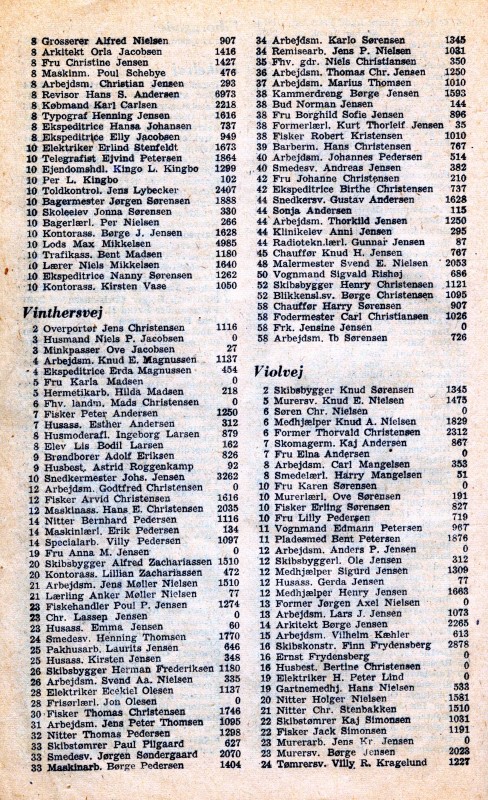 8 Grosserer Alfred Nielsen 907
8 Arkitekt Orla Jacobsen 1416
8 Fru Christine Jensen 1427
8 Maskinm. Poul Schebye 476
8 Arbejdsm. Christian Jensen 293
8 Revisor Hans S. Andersen 6973
8 Købmand Karl Carlsen 2218
8 Typograf Henning Jensen 1616
8 Ekspeditrice Hansa Johansen 737
8 Ekspeditrice Elly Jacobsen 949
10 Elektriker Erlind Stenfeldt 1673
10 Telegrafist Ejvind Petersen 1864
10 Ejendomshdl. Kingo L. Kingbo 1299
10 Per L. Kingbo 102
10 Toldkontrol. Jens Lybecker 2407
10 Bagermester Jørgen Sørensen 1888
10 Skoleelev Jonna Sørensen 330
10 Bagerlærl. Per Nielsen 266
10 Kontorass. Børge J. Jensen 1628
10 Lods Max Mikkelsen 4985
10 Trafikass. Bent Madsen 1180
10 Lærer Niels Mikkelsen 1640
10 Ekspeditrice Nanny Sørensen 1262
10 Kontorass. Kirsten Vase 1050
Vinthersvej
2 Overportør Jens Christensen 1116
3 Husmand Niels P. Jacobsen 0
3 Minkpasser Ove Jacobsen 27
4 Arbejdsm. Knud E. Magnussen 1137
4 Ekspeditrice Erda Magnussen 454
5 Fru Karla Madsen 0
5 Hermetikarb. Hilda Madsen 218
6 Fhv. landm. Mads Christensen 0
7 Fisker Peter Andersen 1250
7 Husass. Esther Andersen 312
8 Husmoderafl. Ingeborg Larsen 879
8 Elev Lis Bodil Larsen 162
9 Brøndborer Adolf Eriksen 826
9 Husbest. Astrid Roggenkamp 92
10 Snedkermester Johs. Jensen 3262
12 Arbejdsm. Godtfred Christensen 0
12 Fisker Arvid Christensen 1616
12 Maskinass. Hans E. Christensen 2035
14 Nitter Bernhard Pedersen 1116
14 Maskinlærl. Erik Pedersen 134
14 Specialarb. Villy Pedersen 1097
19 Fru Anna M. Jensen 0
20 Skibsbygger Alfred Zachariassen 1510
20 Kontorass. Lillian Zachariassen 472
21 Arbejdsm. Jens Møller Nielsen 1510
21 Lærling Anker Møller Nielsen 77
23 Fiskehandler Poul P. Jensen 1274
23 Chr. Lassen Jensen 0
23 Husass. Emma Jensen 60
24 Smedesv. Henning Thomsen 1770
25 Pakhusarb. Laurits Jensen 646
25 Husass. Kirsten Jensen 348
26 Skibsbygger Herman Frederiksen 1180
26 Arbejdsm. Svend Aa. Nielsen 335
28 Elektriker Ecekiel Olesen 1137
28 Frisørlærl. Jon Olesen 0
30 Fisker Thomas Christensen 1746
31 Arbejdsm. Jens Peter Thomsen 1095
32 Nitter Thomas Pedersen 1298
33 Skibstømrer Paul Pilgaard 627
33 Smedesv. Jørgen Søndergaard 2070
33 Maskinarb. Børge Pedersen 1404
34 Arbejdsm. Karlo Sørensen 1345
34 Remisearb. Jens P. Nielsen 1031
35 Fhv. gdr. Niels Christiansen 350
36 Arbejdsm. Thomas Chr. Jensen 1250
37 Arbejdsm. Marius Thomsen 1010
38 Kammerdreng Børge Jensen 1593
38 Bud Norman Jensen 144
38 Fru Borghild Sofie Jensen 896
38 Formerlærl. Kurt Thorleif Jensen 35
38 Fisker Robert Kristensen 1010
39 Barberm. Hans Christensen 767
40 Arbejdsm. Johannes Pedersen 514
40 Smedesv. Andreas Jensen 382
42 Fru Johanne Christensen 210
42 Ekspeditrice Birthe Christensen 737
44 Snedkersv. Gustav Andersen 1628
44 Sonja Andersen 115
44 Arbejdsm. Thorkild Jensen 1250
44 Klinikelev Anni Jensen 295
44 Radiotekn.lærl. Gunnar Jensen 87
45 Chauffør Knud H. Jensen 767
48 Malermester Svend E. Nielsen 2053
50 Vognmand Sigvald Rishøj 686
52 Skibsbygger Henry Christensen 1121
52 Blikkensl.sv. Børge Christensen 1095
58 Chauffør Harry Sørensen 907
58 Fodermester Carl Christiansen 1026
58 Frk. Jensine Jensen 0
58 Arbejdsm. Ib Sørensen 726
Violvej
2 Skibsbygger Knud Sørensen 1345
5 Murersv. Knud E. Nielsen 1475
6 Søren Chr. Nielsen 0
6 Medhjælper Knud A. Nielsen 1829
6 Former Thorvald Christensen 2312
7 Skomagerm. Kaj Andersen 867
7 Fru Elna Andersen 0
8 Arbejdsm. Carl Mangelsen 353
8 Smedelærl. Harry Mangelsen 51
10 Fru Karen Sørensen 0
10 Murerlærl. Ove Sørensen 191
10 Fisker Erling Sørensen 827
10 Fru Lilly Pedersen 719
11 Vognmand Edmann Petersen 967
11 Pladesmed Bent Petersen 1876
12 Arbejdsm. Anders P. Jensen 0
12 Skibsbyggerl. Ole Jensen 312
12 Medhjælper Sigurd Jensen 1309
12 Husass. Gerda Jensen 77
12 Medhjælper Henry Jensen 1663
13 Former Jørgen Axel Nielsen 0
13 Arbejdsm. Lars J. Jensen 1073
14 Arkitekt Børge Jensen 2265
15 Arbejdsm. Vilhelm Kæhler 613
16 Skibskonstr. Finn Frydensberg 2878
16 Ernst Frydensberg 0
16 Husbest. Bertine Christensen 0
19 Elektriker H. Peter Lind 0
19 Gartnemedhj. Hans Nielsen 533
20 Nitter Holger Nielsen 1581
21 Nitter Chr. Stenbakken 1510
22 Skibstømrer Kaj Simonsen 1031
22 Fisker Jack Simonsen 1191
23 Murerarb. Jens Kr Jensen 0
23 Murersv. Børge Jensen 2023
24 Tømrersv. Villy R. Kragelund 1227